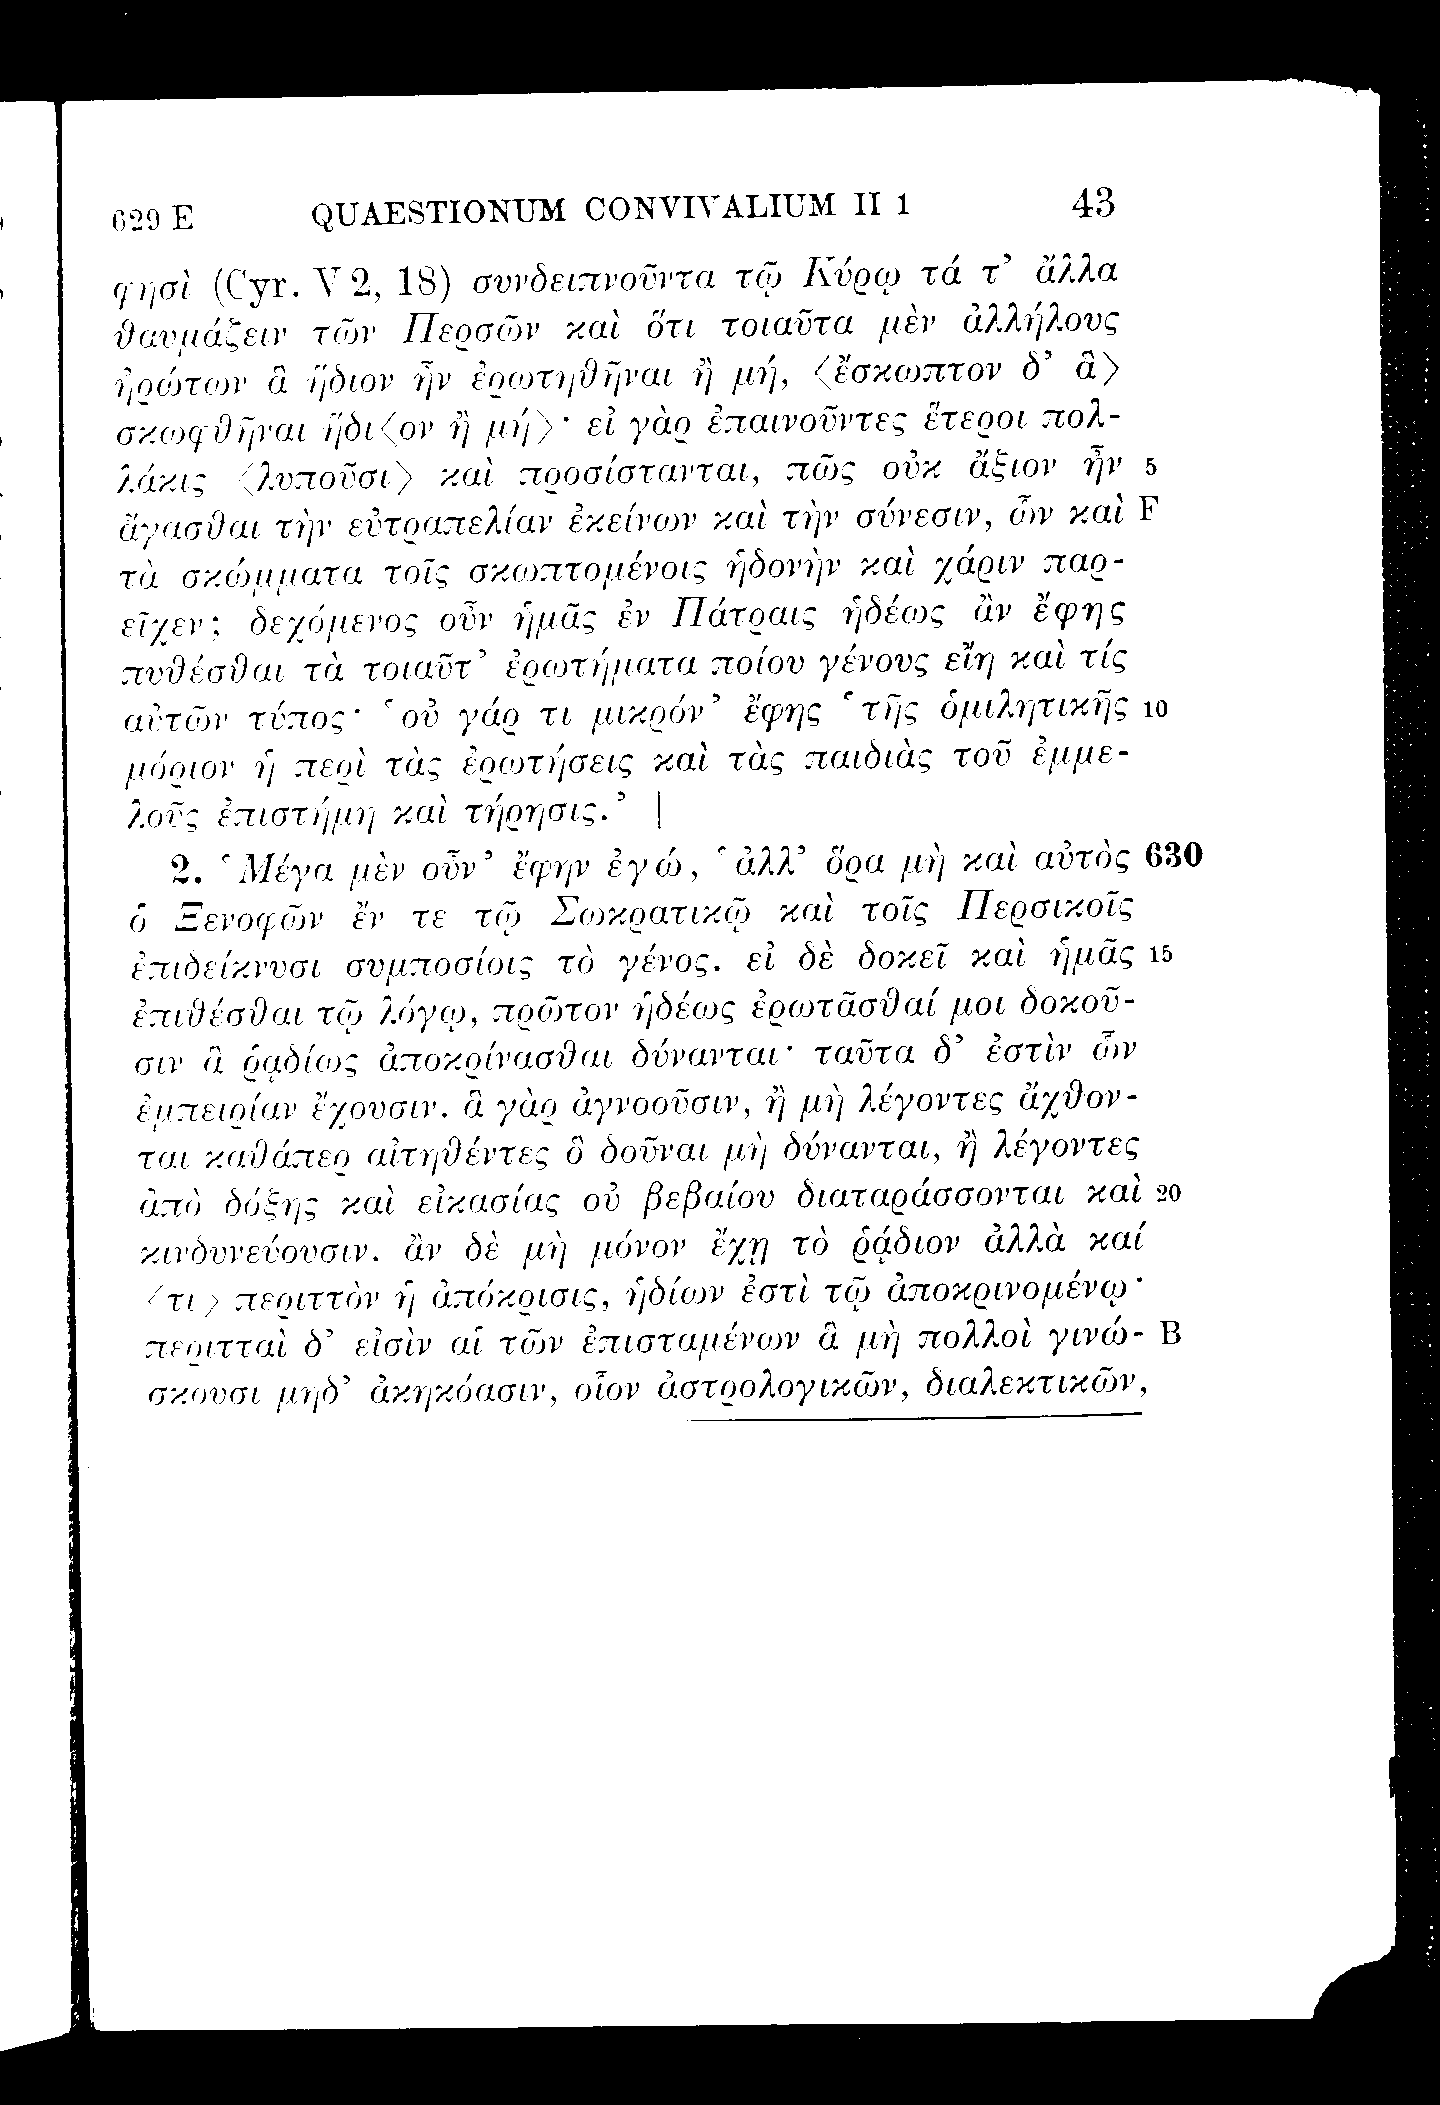 629 E QUAESTIONUM CONVIVALIUM II 1 43
φησὶ (Cyr. V 2, 18) συνδειπνοῦντα τῷ Κύρῳ τά τ’ ἄλλα
θαυμάζειν τῶν Περσῶν καὶ ὅτι τοιαῦτα μὲν ἀλλήλους
ἠρώτων ἃ ἥδιον ἦν ἐρωτηθῆναι ἢ μή, ⟨ἔσκωπτον δ’ ἃ⟩
σκωφθῆναι ἥδι⟨ον ἢ μή⟩· εἰ γὰρ ἐπαινοῦντες ἕτεροι πολ-
λάκις ⟨λυποῦσι⟩ καὶ προσίστανται, πῶς οὐκ ἄξιον ἦν 5
ἄγασθαι τὴν εὐτραπελίαν ἐκείνων καὶ τὴν σύνεσιν, ὧν καὶ F
τὰ σκώμματα τοῖς σκωπτομένοις ἡδονὴν καὶ χάριν παρ-
εῖχεν; δεχόμενος οὖν ἡμᾶς ἐν Πάτραις ἡδέως ἂν ἔφης
πυθέσθαι τὰ τοιαῦτ’ ἐρωτήματα ποίου γένους εἴη καὶ τίς
αὐτῶν τύπος· ‘οὐ γάρ τι μικρόν’ ἔφης ‘τῆς ὁμιλητικῆς 10
μόριον ἡ περὶ τὰς ἐρωτήσεις καὶ τὰς παιδιὰς τοῦ ἐμμε-
λοῦς ἐπιστήμη καὶ τήρησις.’ |
2. ‘Μέγα μὲν οὖν’ ἔφην ἐγώ, ‘ἀλλ’ ὅρα μὴ καὶ αὐτὸς 630
ὁ Ξενοφῶν ἔν τε τῷ Σωκρατικῷ καὶ τοῖς Περσικοῖς
ἐπιδείκνυσι συμποσίοις τὸ γένος. εἰ δὲ δοκεῖ καὶ ἡμᾶς 15
ἐπιθέσθαι τῷ λόγῳ, πρῶτον ἡδέως ἐρωτᾶσθαί μοι δοκοῦ-
σιν ἃ ῥᾳδίως ἀποκρίνασθαι δύνανται· ταῦτα δ’ ἐστὶν ὧν
ἐμπειρίαν ἔχουσιν. ἃ γὰρ ἀγνοοῦσιν, ἢ μὴ λέγοντες ἄχθον-
ται καθάπερ αἰτηθέντες ὃ δοῦναι μὴ δύνανται, ἢ λέγοντες
ἀπὸ δόξης καὶ εἰκασίας οὐ βεβαίου διαταράσσονται καὶ 20
κινδυνεύουσιν. ἂν δὲ μὴ μόνον ἔχῃ τὸ ῥᾴδιον ἀλλὰ καί
⟨τι⟩ περιττὸν ἡ ἀπόκρισις, ἡδίων ἐστὶ τῷ ἀποκρινομένῳ·
περιτταὶ δ’ εἰσὶν αἱ τῶν ἐπισταμένων ἃ μὴ πολλοὶ γινώ- B
σκουσι μηδ’ ἀκηκόασιν, οἷον ἀστρολογικῶν, διαλεκτικῶν,